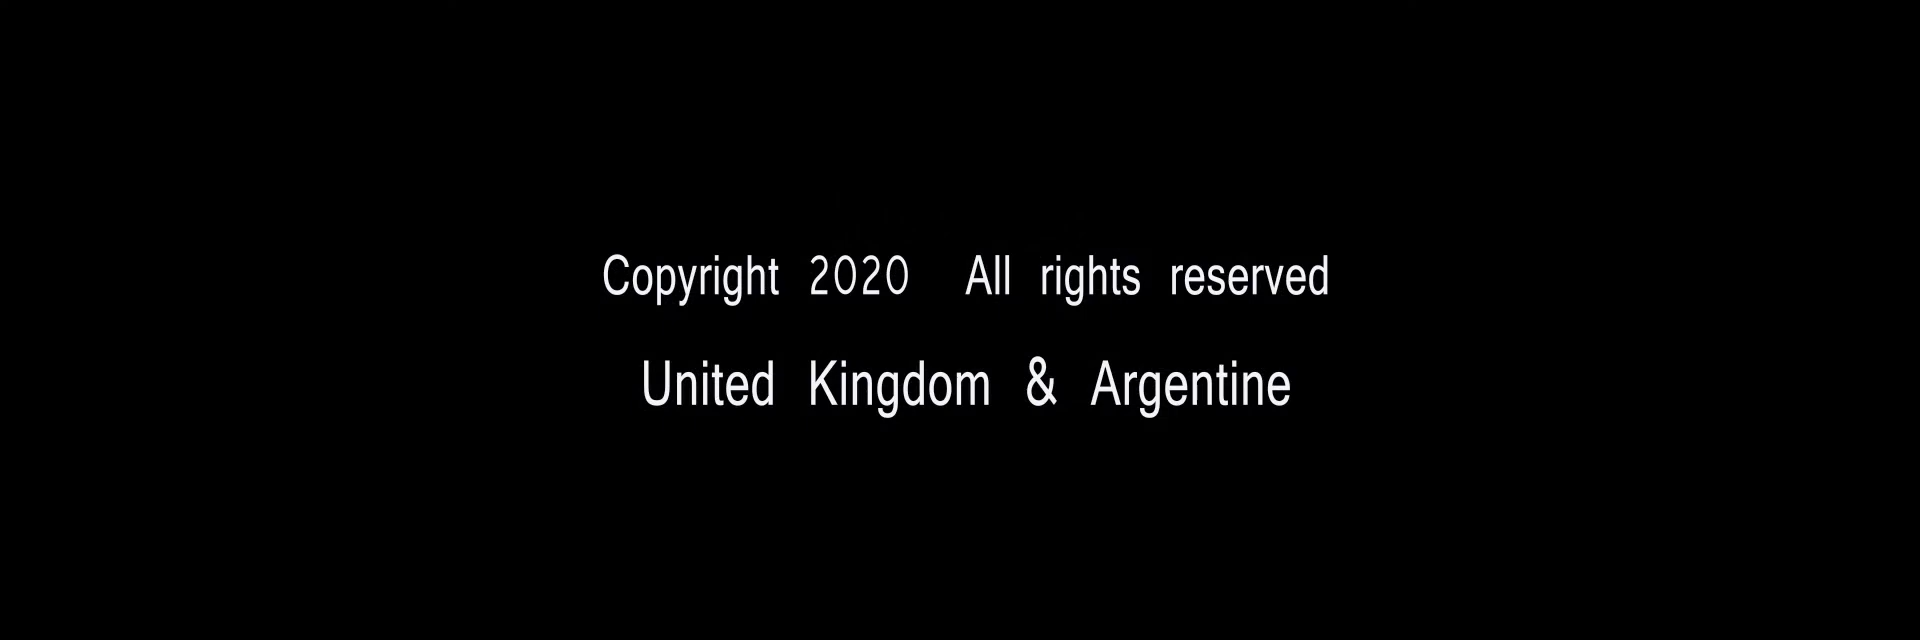 Copyright 2020 All rights reserved
United Kingdom & Argentine